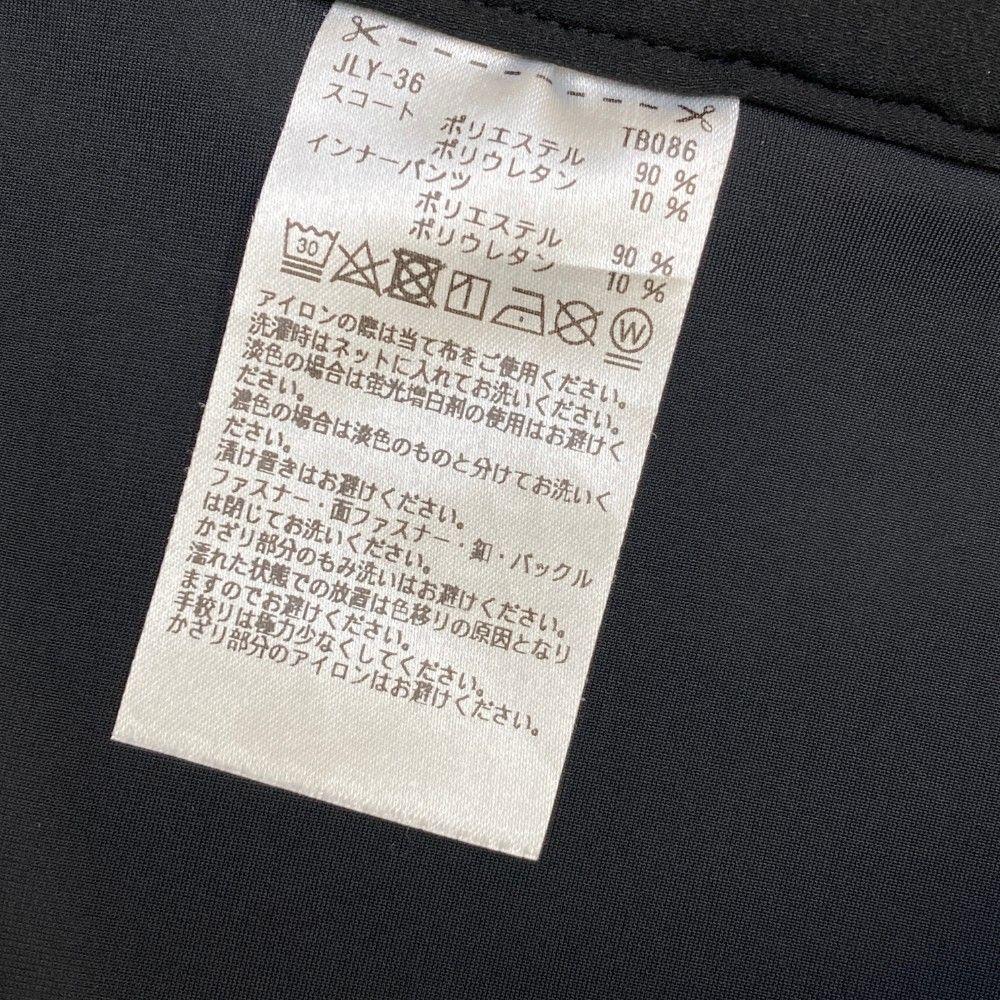 JLY-36 TB086
スコート
ポリエステル 90 %
ポリウレタン 10 %
インナーパンツ
ポリエステル 90 %
ポリウレタン 10 %
30 W
アイロンの際は当て布をご使用ください。
洗濯時はネットに入れてお洗いください。
淡色の場合は蛍光増白剤の使用はお避けく
ださい。
濃色の場合は淡色のものと分けてお洗いく
ださい。
漬け置きはお避けください。
ファスナー・面ファスナー・釦・バックル
は閉じてお洗いください。
かざり部分のもみ洗いはお避けください。
濡れた状態での放置は色移りの原因となり
ますのでお避けください。
手絞りは極力少なくしてください。
かざり部分のアイロンはお避けください。